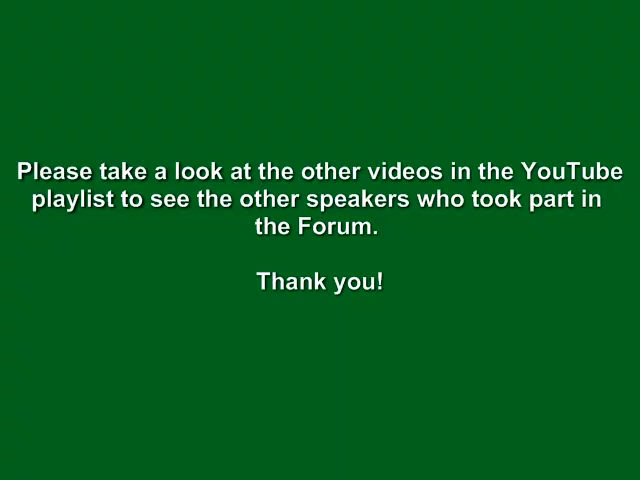 Please take a look at the other videos in the YouTube
playlist to see the other speakers who took part in
the Forum.
Thank you!